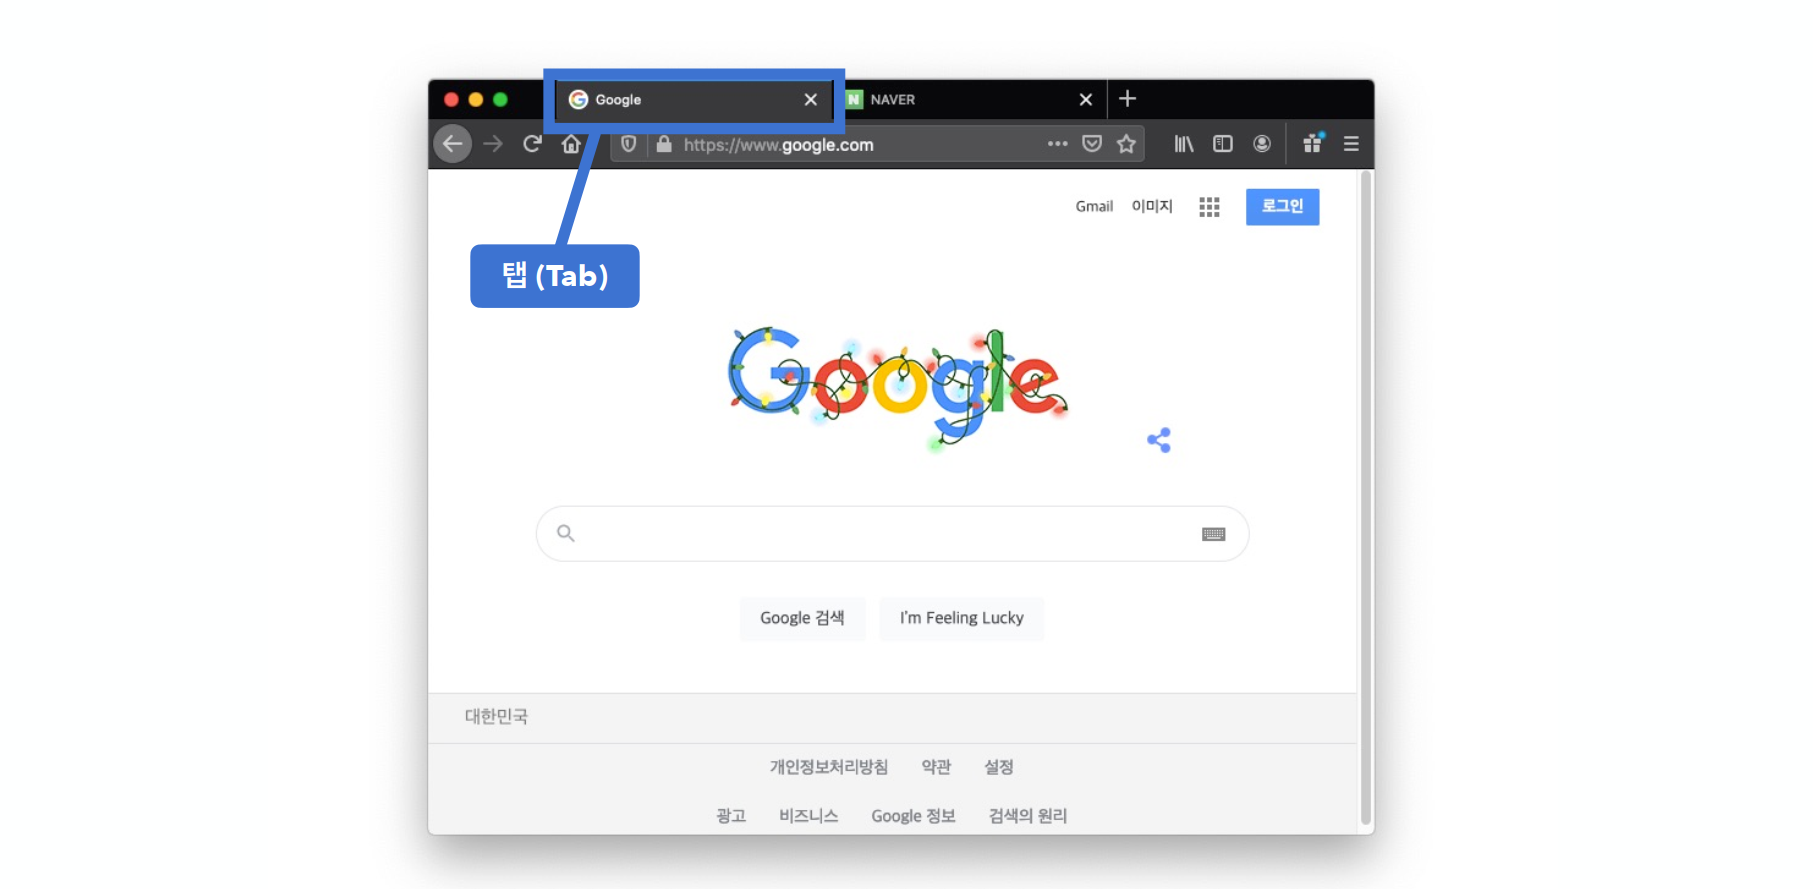 Google
N NAVER
https://www.google.com
Gmail 이미지 로그인
탭 (Tab)
Google
Google 검색 I'm Feeling Lucky
대한민국
개인정보처리방침 약관 설정
광고 비즈니스 Google 정보 검색의 원리